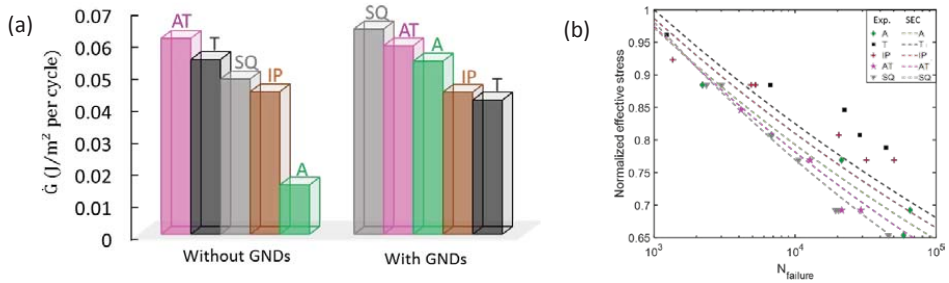 (a)
Ġ (J/m² per cycle)
0.07
0.06
0.05
0.04
0.03
0.02
0.01
0
AT
T
SQ
IP
A
Without GNDs
SQ
AT
A
IP
T
With GNDs
(b)
Normalized effective stress
1
0.95
0.9
0.85
0.8
0.75
0.7
0.65
10³
10⁴
10⁵
N failure
Exp. SEC
A A
T T
IP IP
AT AT
SQ SQ